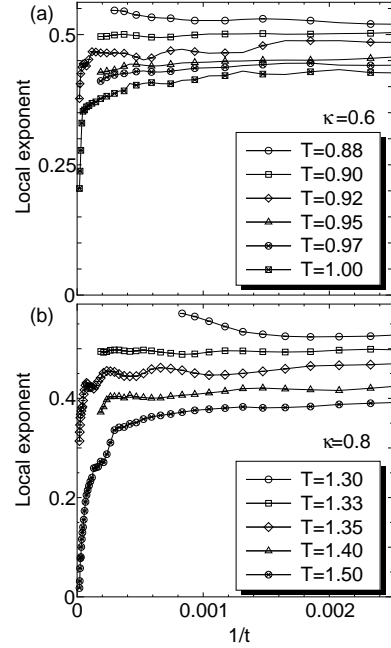 (a)
0.5
0.25
0
Local exponent
κ=0.6
T=0.88
T=0.90
T=0.92
T=0.95
T=0.97
T=1.00
(b)
0.4
0.2
0
Local exponent
κ=0.8
T=1.30
T=1.33
T=1.35
T=1.40
T=1.50
0 0.001 0.002
1/t